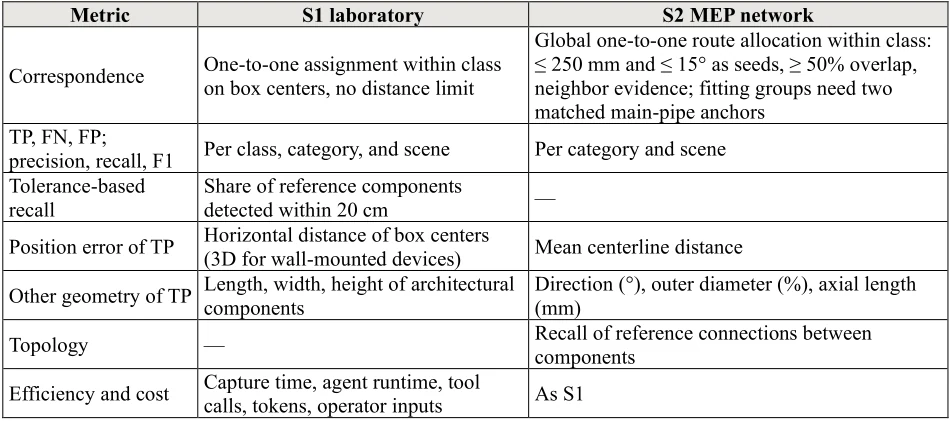 Metric S1 laboratory S2 MEP network
Correspondence
One-to-one assignment within class
on box centers, no distance limit
Global one-to-one route allocation within class:
≤ 250 mm and ≤ 15° as seeds, ≥ 50% overlap,
neighbor evidence; fitting groups need two
matched main-pipe anchors
TP, FN, FP;
precision, recall, F1
Per class, category, and scene
Per category and scene
Tolerance-based
recall
Share of reference components
detected within 20 cm
—
Position error of TP
Horizontal distance of box centers
(3D for wall-mounted devices)
Mean centerline distance
Other geometry of TP
Length, width, height of architectural
components
Direction (°), outer diameter (%), axial length
(mm)
Topology
—
Recall of reference connections between
components
Efficiency and cost
Capture time, agent runtime, tool
calls, tokens, operator inputs
As S1